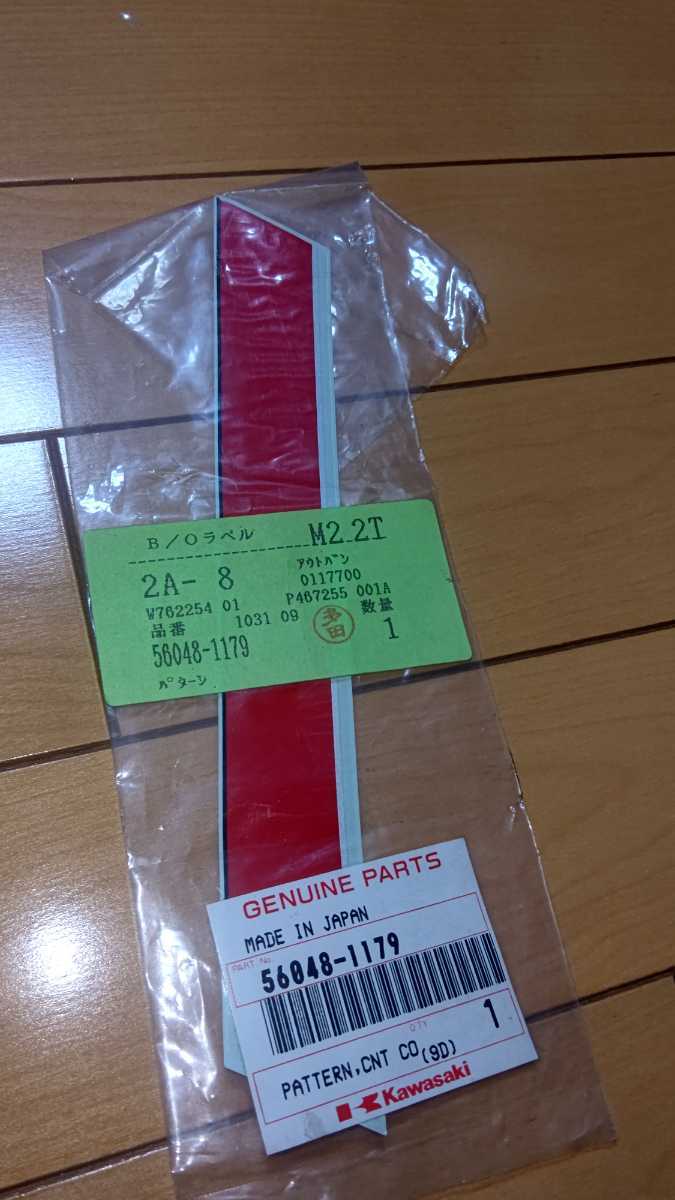 B/Oラベル M2 2T
2A- 8 アウトバン
0117700
W762254 01 P467255 001A
品番 1031 09 多田 数量
56048-1179 1
パターン
GENUINE PARTS
MADE IN JAPAN
PART No.
56048-1179
QTY 1
PATTERN,CNT CO(9D)
Kawasaki